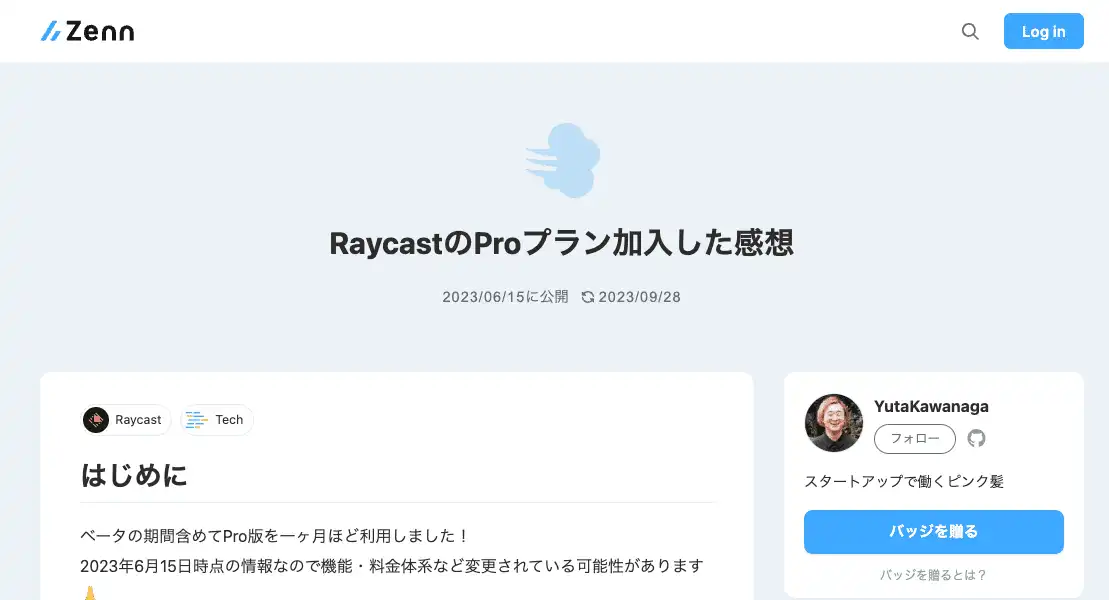 Zenn
Log in
RaycastのProプラン加入した感想
2023/06/15に公開 2023/09/28
Raycast Tech
はじめに
ベータの期間含めてPro版を一ヶ月ほど利用しました！
2023年6月15日時点の情報なので機能・料金体系など変更されている可能性があります
YutaKawanaga
フォロー
スタートアップで働くピンク髪
バッジを贈る
バッジを贈るとは？